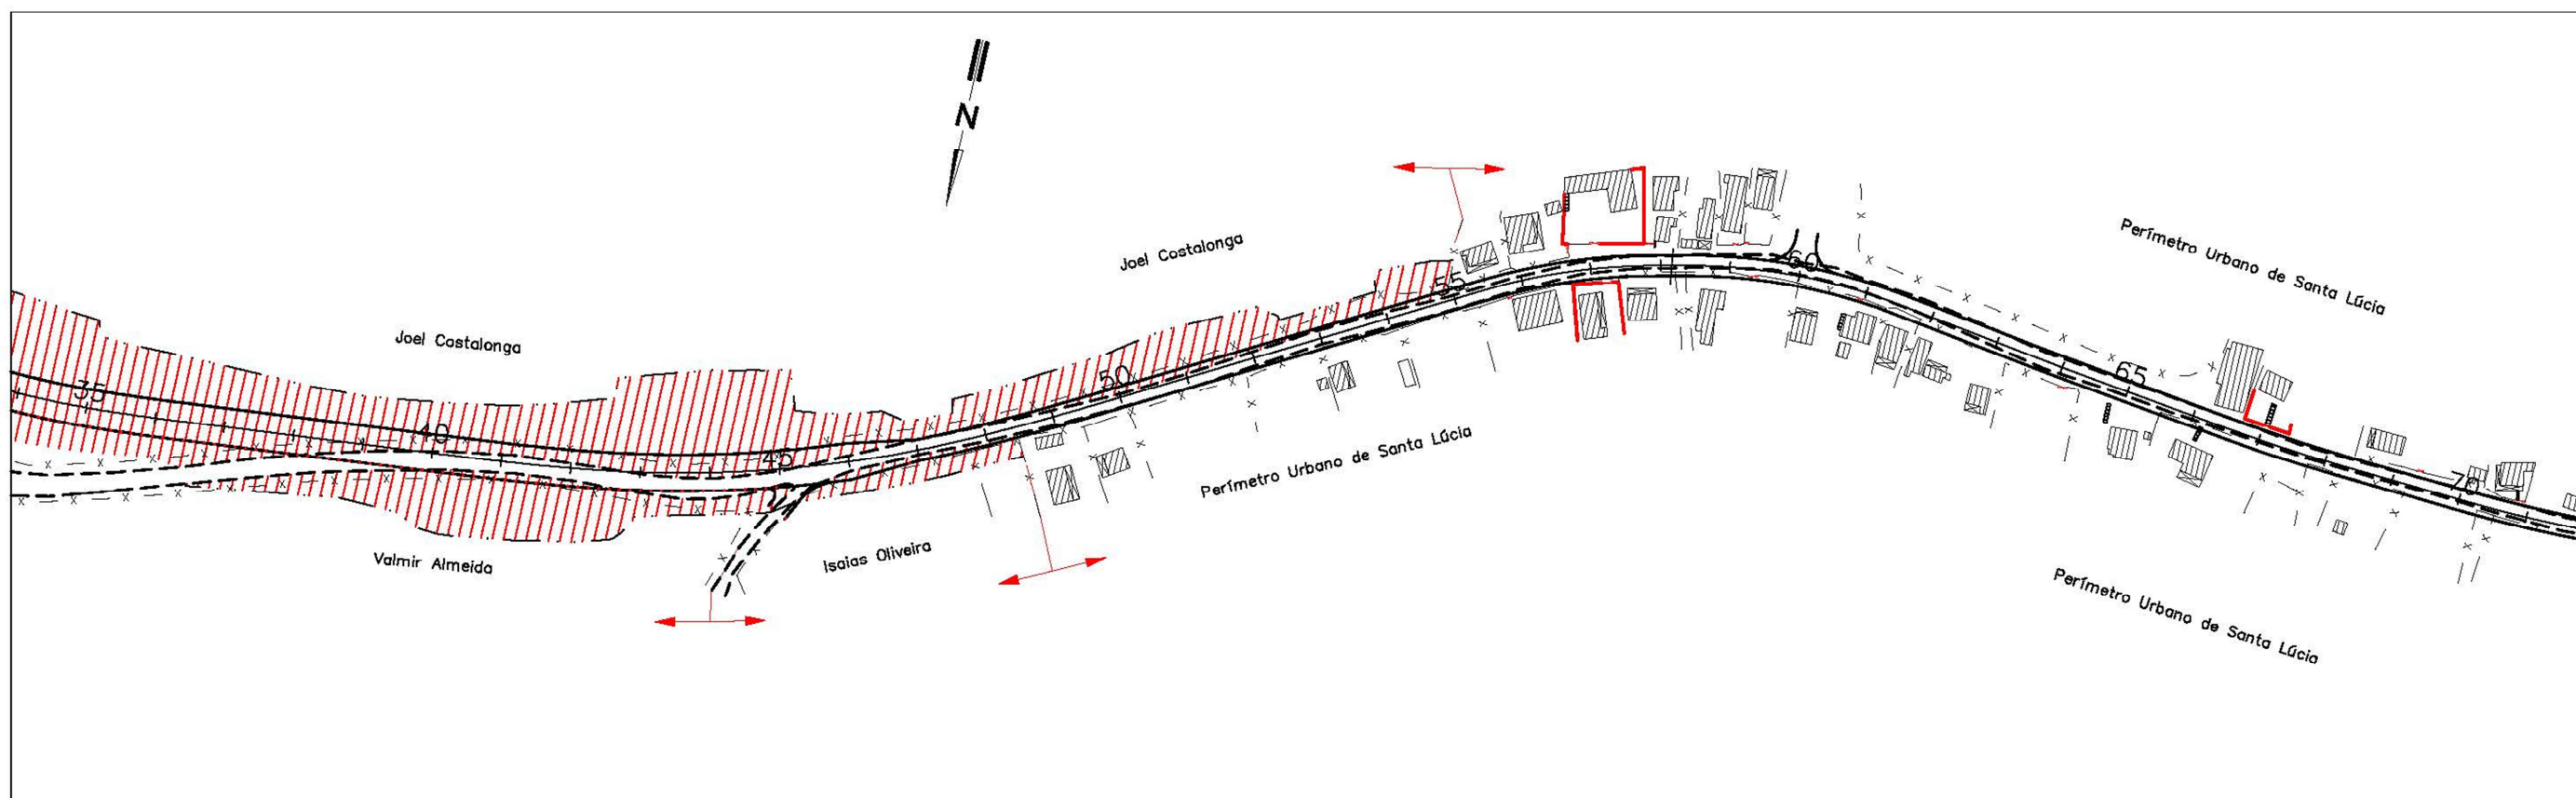 N
Joel Costalonga
Perímetro Urbano de Santa Lúcia
Joel Costalonga
60
55
50
65
35
40
45
70
Perímetro Urbano de Santa Lúcia
Valmir Almeida
Isaias Oliveira
Perímetro Urbano de Santa Lúcia